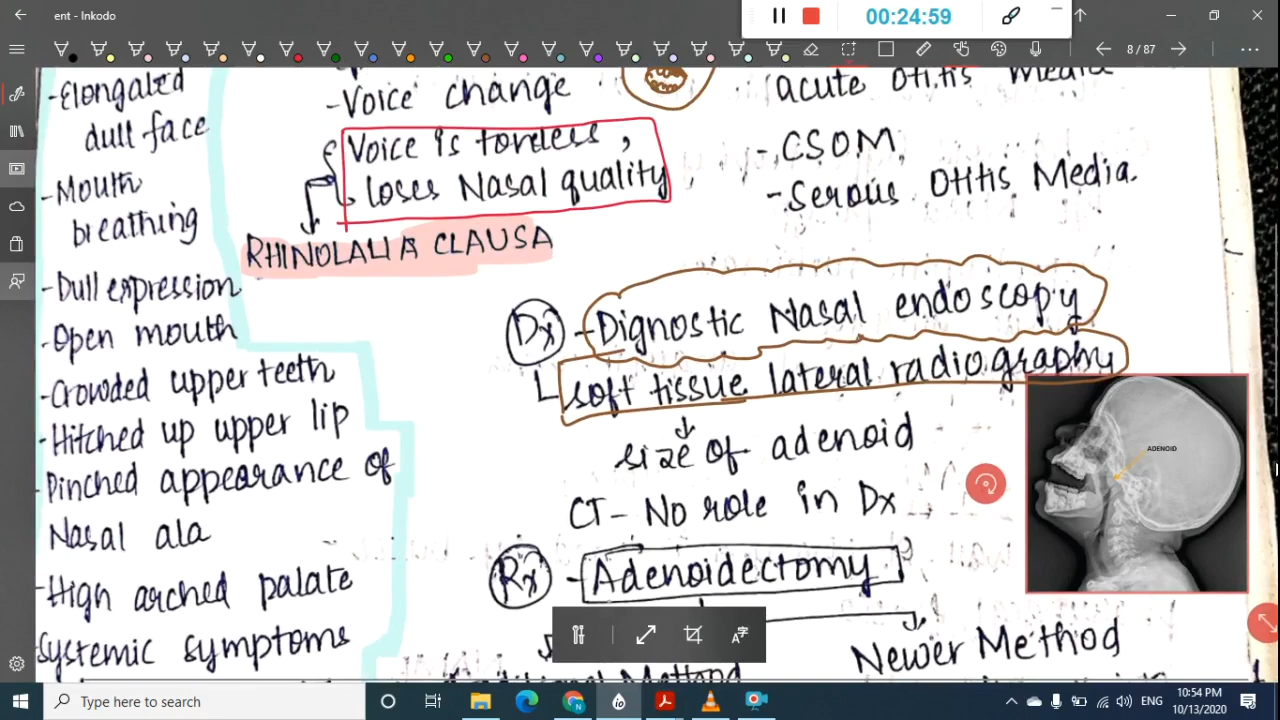 ent - Inkodo
00:24:59
8 / 87
- Elongated
dull face
- Mouth
breathing
- Dull expression
- Open mouth
- Crowded upper teeth
- Hitched up upper lip
- Pinched appearance of
Nasal ala
- High arched palate
Systemic symptoms
- Voice change
Voice is toneless,
loses Nasal quality
RHINOLALIA CLAUSA
acute Otitis Media
- CSOM
- Serous Otitis Media.
Dx - Dignostic Nasal endoscopy
soft tissue lateral radiography
size of adenoid
CT - No role in Dx
Rx - Adenoidectomy
Newer Method
Method
ADENOID
Type here to search
ENG
10:54 PM
10/13/2020